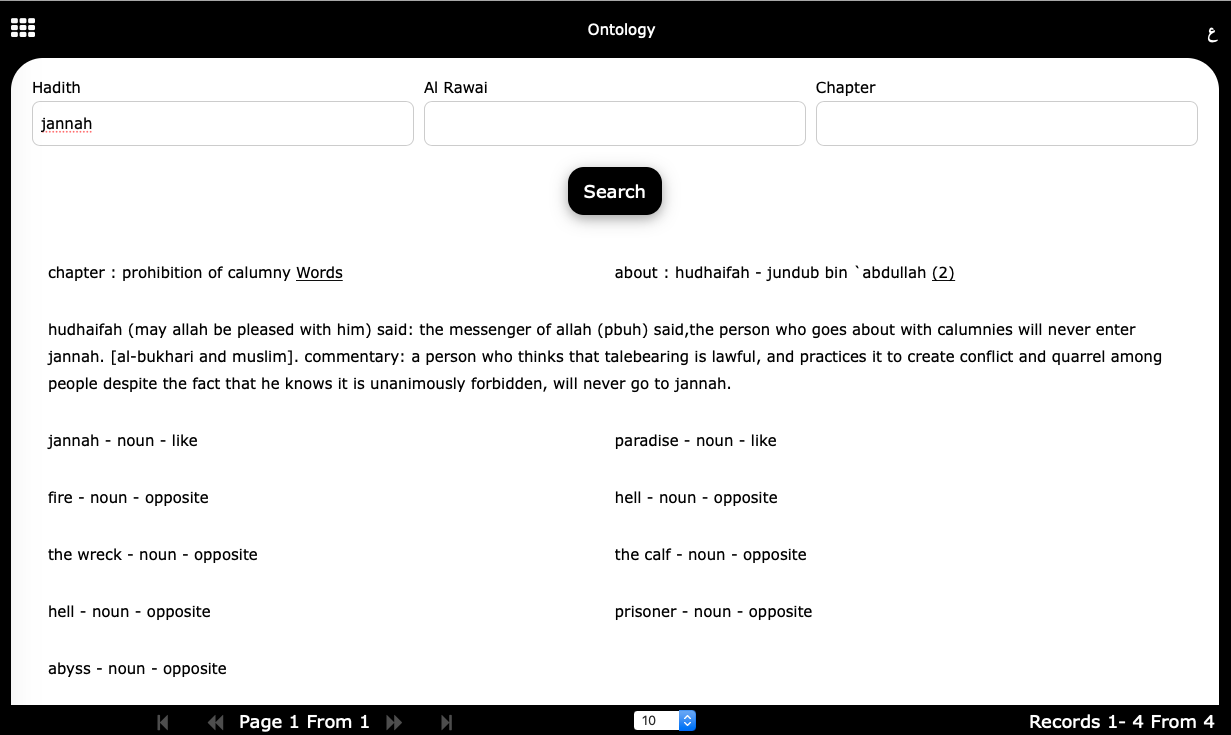 Ontology
ع
Hadith
Al Rawai
Chapter
jannah
Search
chapter : prohibition of calumny Words
about : hudhaifah - jundub bin `abdullah (2)
hudhaifah (may allah be pleased with him) said: the messenger of allah (pbuh) said,the person who goes about with calumnies will never enter
jannah. [al-bukhari and muslim]. commentary: a person who thinks that talebearing is lawful, and practices it to create conflict and quarrel among
people despite the fact that he knows it is unanimously forbidden, will never go to jannah.
jannah - noun - like
paradise - noun - like
fire - noun - opposite
hell - noun - opposite
the wreck - noun - opposite
the calf - noun - opposite
hell - noun - opposite
prisoner - noun - opposite
abyss - noun - opposite
Page 1 From 1
10
Records 1- 4 From 4